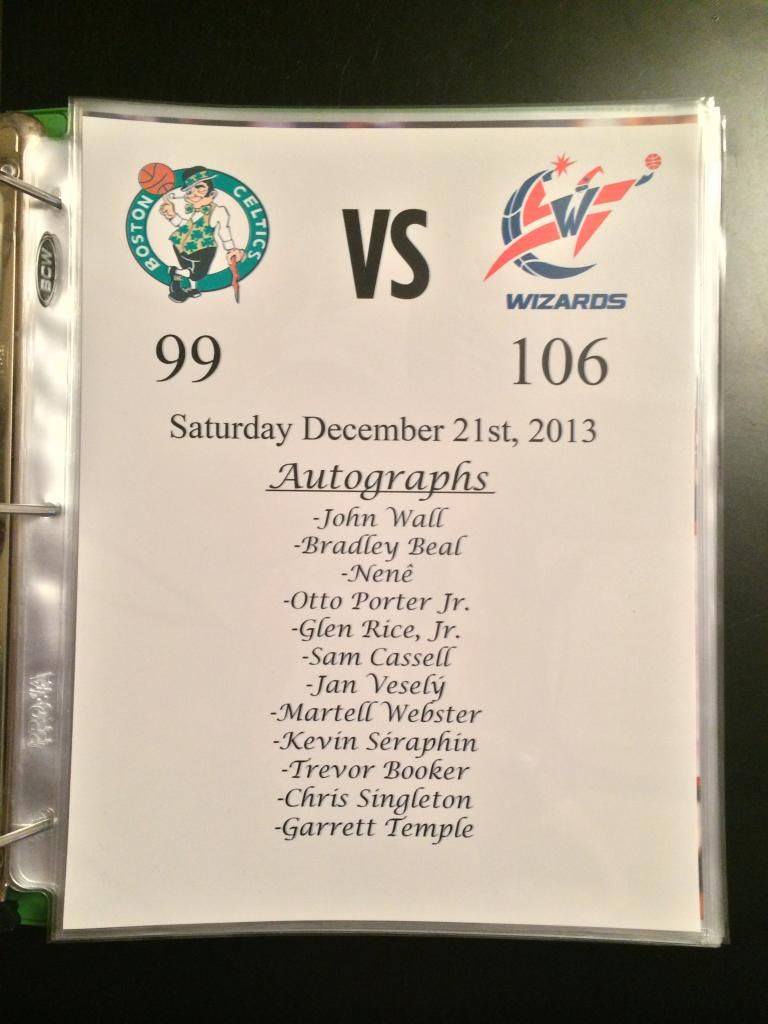 BOSTON CELTICS
VS
WIZARDS
99
106
Saturday December 21st, 2013
Autographs
-John Wall
-Bradley Beal
-Nenê
-Otto Porter Jr.
-Glen Rice, Jr.
-Sam Cassell
-Jan Veselý
-Martell Webster
-Kevin Séraphin
-Trevor Booker
-Chris Singleton
-Garrett Temple
BCW